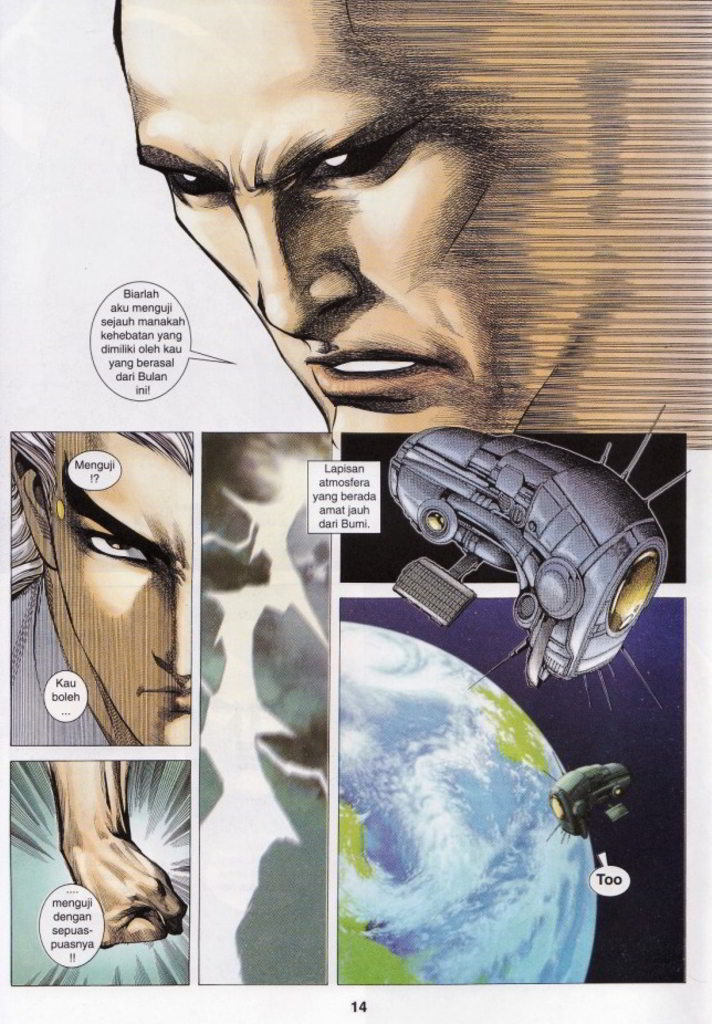 Biarlah
aku menguji
sejauh manakah
kehebatan yang
dimiliki oleh kau
yang berasal
dari Bulan
ini!
Menguji
!?
Kau
boleh
...
....
menguji
dengan
sepuas-
puasnya
!!
Lapisan
atmosfera
yang berada
amat jauh
dari Bumi.
Too
14